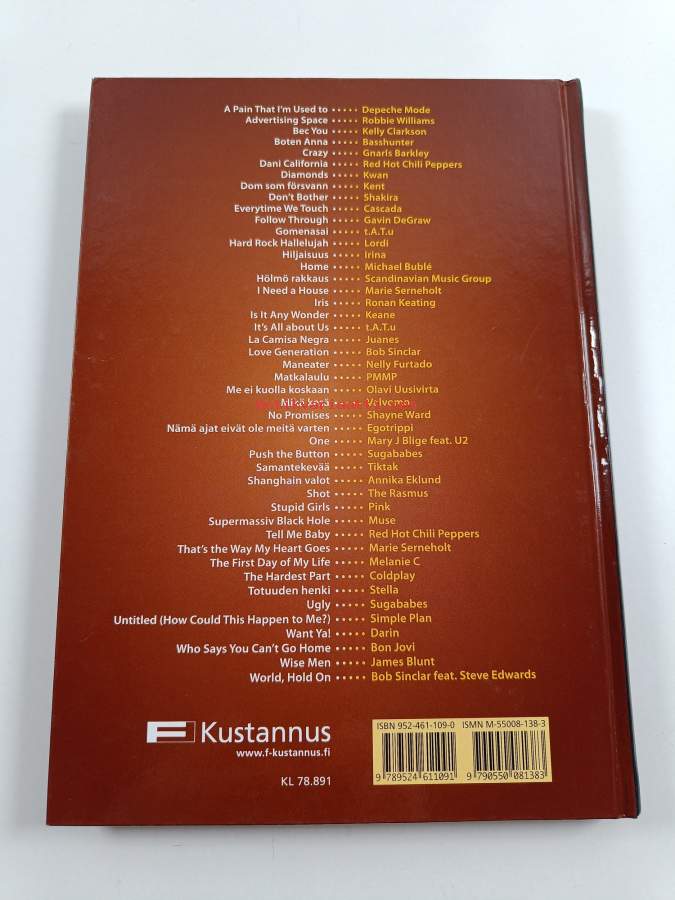 A Pain That I'm Used to ····· Depeche Mode
Advertising Space ····· Robbie Williams
Bec You ····· Kelly Clarkson
Boten Anna ····· Basshunter
Crazy ····· Gnarls Barkley
Dani California ····· Red Hot Chili Peppers
Diamonds ····· Kwan
Dom som försvann ····· Kent
Don't Bother ····· Shakira
Everytime We Touch ····· Cascada
Follow Through ····· Gavin DeGraw
Gomenasai ····· t.A.T.u
Hard Rock Hallelujah ····· Lordi
Hiljaisuus ····· Irina
Home ····· Michael Bublé
Hölmö rakkaus ····· Scandinavian Music Group
I Need a House ····· Marie Serneholt
Iris ····· Ronan Keating
Is It Any Wonder ····· Keane
It's All about Us ····· t.A.T.u
La Camisa Negra ····· Juanes
Love Generation ····· Bob Sinclar
Maneater ····· Nelly Furtado
Matkalaulu ····· PMMP
Me ei kuolla koskaan ····· Olavi Uusivirta
····· Velvema
No Promises ····· Shayne Ward
Nämä ajat eivät ole meitä varten ····· Egotrippi
One ····· Mary J Blige feat. U2
Push the Button ····· Sugababes
Samantekevää ····· Tiktak
Shanghain valot ····· Annika Eklund
Shot ····· The Rasmus
Stupid Girls ····· Pink
Supermassiv Black Hole ····· Muse
Tell Me Baby ····· Red Hot Chili Peppers
That's the Way My Heart Goes ····· Marie Serneholt
The First Day of My Life ····· Melanie C
The Hardest Part ····· Coldplay
Totuuden henki ····· Stella
Ugly ····· Sugababes
Untitled (How Could This Happen to Me?) ····· Simple Plan
Want Ya! ····· Darin
Who Says You Can't Go Home ····· Bon Jovi
Wise Men ····· James Blunt
World, Hold On ····· Bob Sinclar feat. Steve Edwards
F Kustannus
www.f-kustannus.fi
KL 78.891
ISBN 952-461-109-0
9 789524 611091
ISMN M-55008-138-3
9 790550 081383